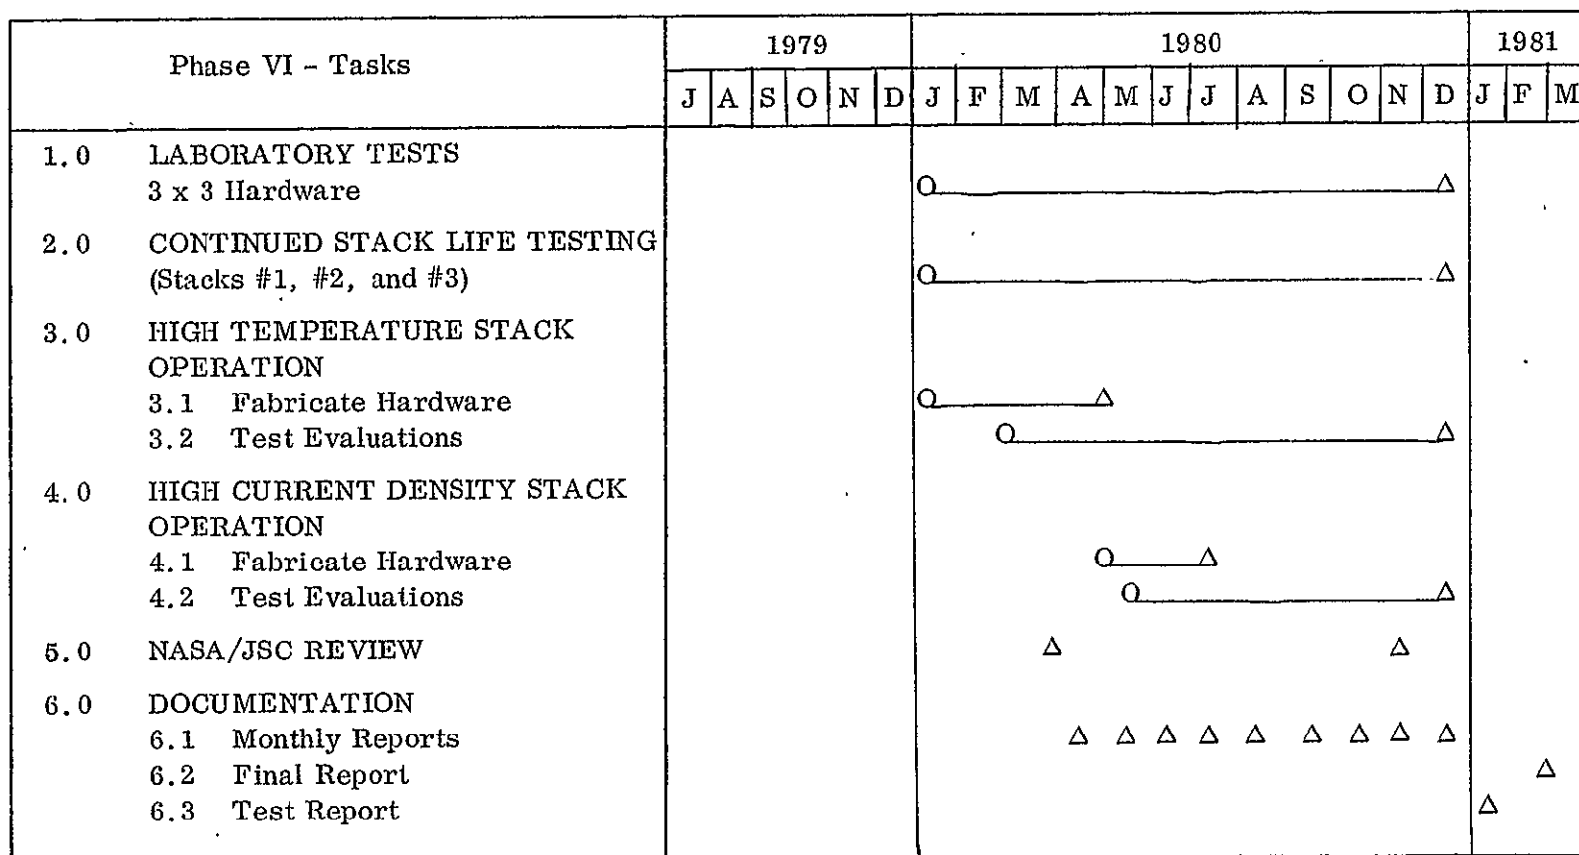 Phase VI - Tasks
1979 1980 1981
J A S O N D J F M A M J J A S O N D J F M
1.0 LABORATORY TESTS
3 x 3 Hardware
2.0 CONTINUED STACK LIFE TESTING
(Stacks #1, #2, and #3)
3.0 HIGH TEMPERATURE STACK
OPERATION
3.1 Fabricate Hardware
3.2 Test Evaluations
4.0 HIGH CURRENT DENSITY STACK
OPERATION
4.1 Fabricate Hardware
4.2 Test Evaluations
5.0 NASA/JSC REVIEW
6.0 DOCUMENTATION
6.1 Monthly Reports
6.2 Final Report
6.3 Test Report